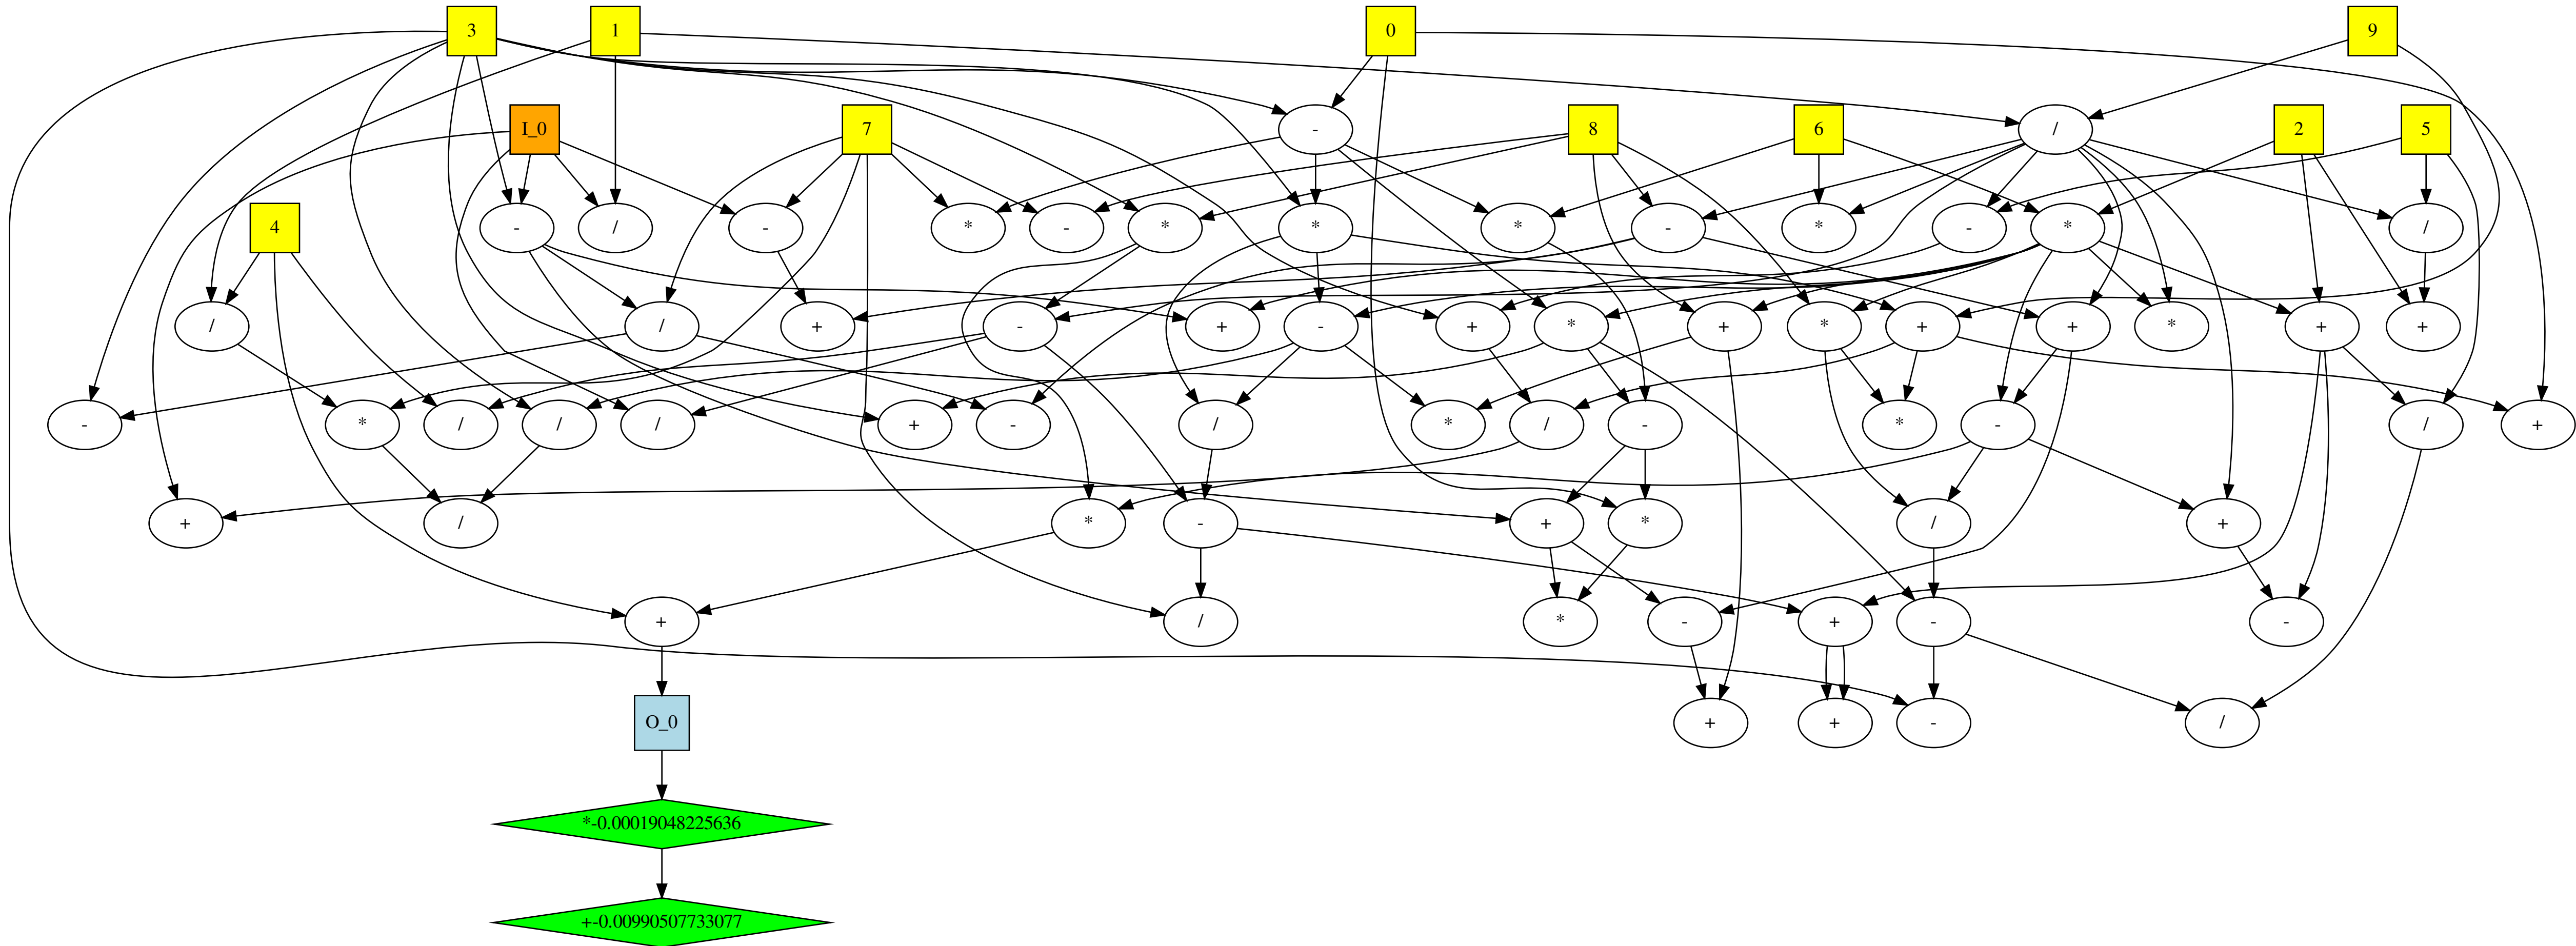 3 1 0 9
I_0 7 - 8 6 / 2 5
4 - / - * - * * * - * - * /
/ / + - + - + * + * + + * + +
- * / / / + - / * / - * - / +
+ / * - + * / +
+ / * - + - -
O_0 + + - /
*-0.00019048225636
+-0.00990507733077